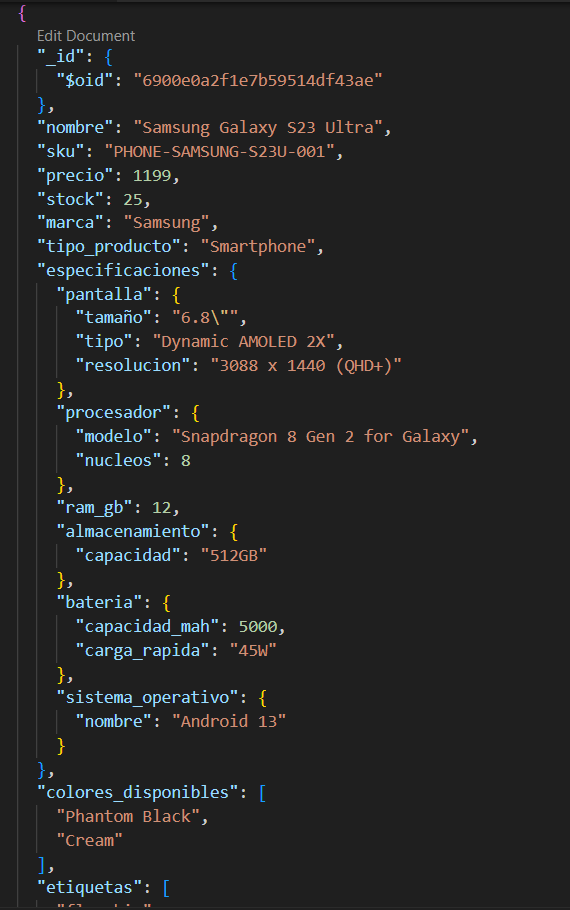 {
Edit Document
"_id": {
"$oid": "6900e0a2f1e7b59514df43ae"
},
"nombre": "Samsung Galaxy S23 Ultra",
"sku": "PHONE-SAMSUNG-S23U-001",
"precio": 1199,
"stock": 25,
"marca": "Samsung",
"tipo_producto": "Smartphone",
"especificaciones": {
"pantalla": {
"tamaño": "6.8\"",
"tipo": "Dynamic AMOLED 2X",
"resolucion": "3088 x 1440 (QHD+)"
},
"procesador": {
"modelo": "Snapdragon 8 Gen 2 for Galaxy",
"nucleos": 8
},
"ram_gb": 12,
"almacenamiento": {
"capacidad": "512GB"
},
"bateria": {
"capacidad_mah": 5000,
"carga_rapida": "45W"
},
"sistema_operativo": {
"nombre": "Android 13"
}
},
"colores_disponibles": [
"Phantom Black",
"Cream"
],
"etiquetas": [